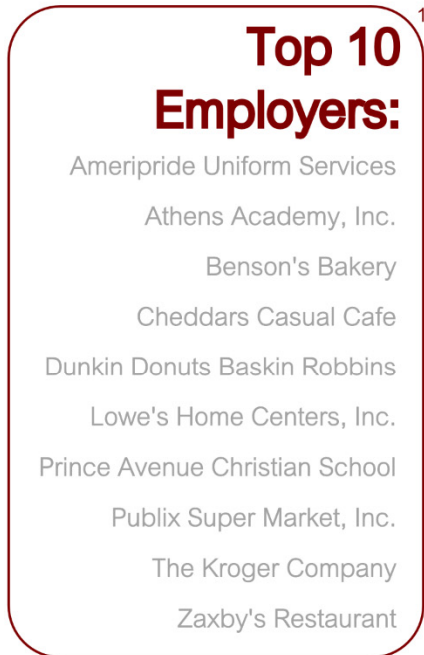 1
Top 10
Employers:
Ameripride Uniform Services
Athens Academy, Inc.
Benson's Bakery
Cheddars Casual Cafe
Dunkin Donuts Baskin Robbins
Lowe's Home Centers, Inc.
Prince Avenue Christian School
Publix Super Market, Inc.
The Kroger Company
Zaxby's Restaurant